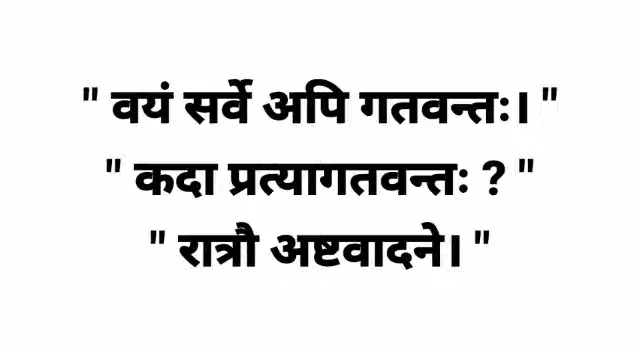 " वयं सर्वे अपि गतवन्तः। "
" कदा प्रत्यागतवन्तः ? "
" रात्रौ अष्टवादने। "